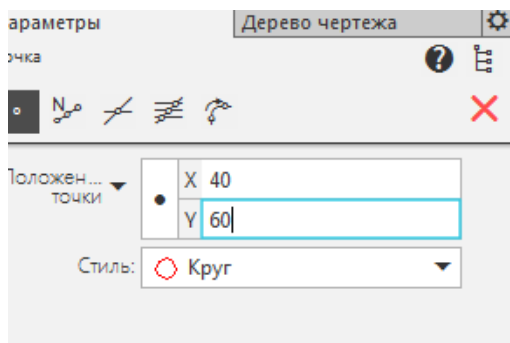 араметры Дерево чертежа
очка
N
Положен...
точки
X 40
Y 60
Стиль: Круг